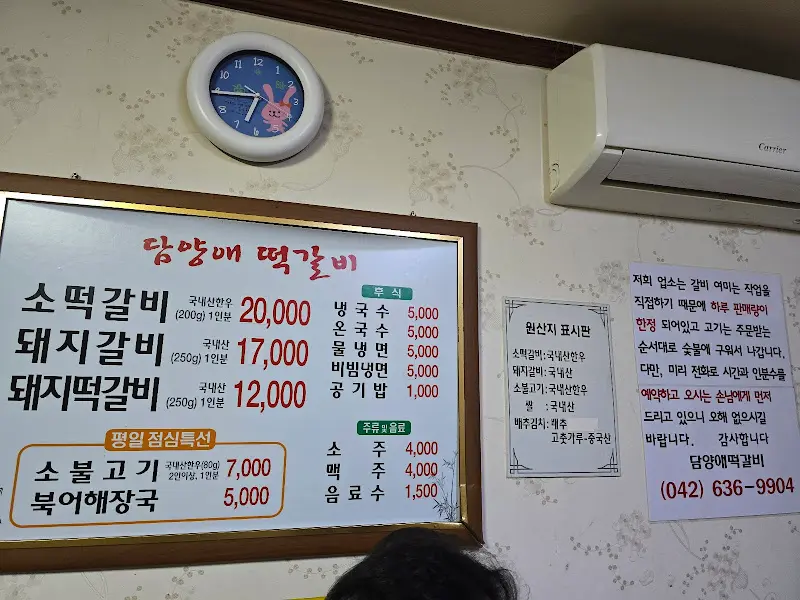 12
11
1
10
2
9
3
8
4
7
5
6
Carrier
담양애 떡갈비
소떡갈비 국내산한우 (200g) 1인분 20,000
돼지갈비 국내산 (250g) 1인분 17,000
돼지떡갈비 국내산 (250g) 1인분 12,000
평일 점심특선
소불고기 국내산한우(80g) 2인이상, 1인분 7,000
북어해장국 5,000
후식
냉국수 5,000
온국수 5,000
물냉면 5,000
비빔냉면 5,000
공기밥 1,000
주류 및 음료
소주 4,000
맥주 4,000
음료수 1,500
원산지 표시판
소떡갈비:국내산한우
돼지갈비:국내산
소불고기:국내산한우
쌀 :국내산
배추김치:배추
고춧가루-중국산
저희 업소는 갈비 여미는 작업을
직접하기 때문에 하루 판매량이
한정 되어있고 고기는 주문받는
순서대로 숯불에 구워서 나갑니다.
다만, 미리 전화로 시간과 인분수를
예약하고 오시는 손님에게 먼저
드리고 있으니 오해 없으시길
바랍니다. 감사합니다
담양애떡갈비
(042) 636-9904